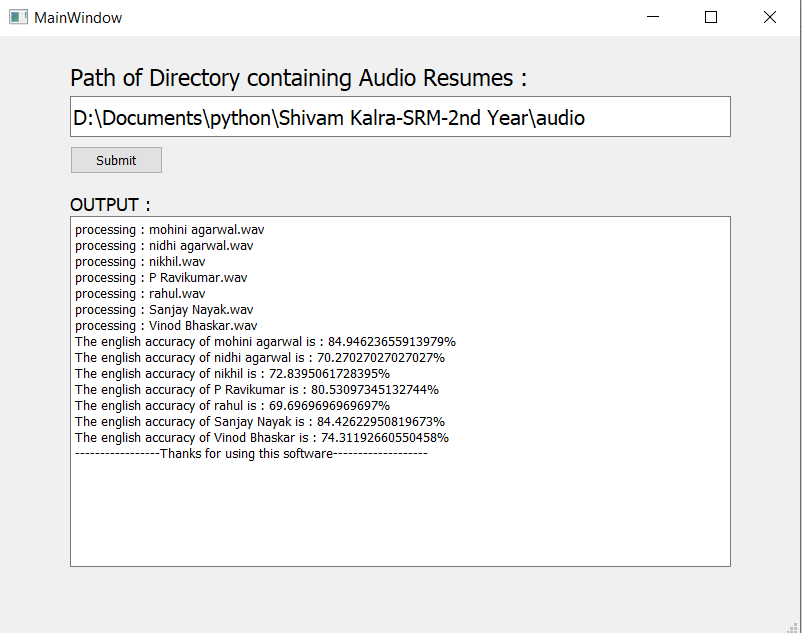 MainWindow
Path of Directory containing Audio Resumes :
D:\Documents\python\Shivam Kalra-SRM-2nd Year\audio
Submit
OUTPUT :
processing : mohini agarwal.wav
processing : nidhi agarwal.wav
processing : nikhil.wav
processing : P Ravikumar.wav
processing : rahul.wav
processing : Sanjay Nayak.wav
processing : Vinod Bhaskar.wav
The english accuracy of mohini agarwal is : 84.94623655913979%
The english accuracy of nidhi agarwal is : 70.27027027027027%
The english accuracy of nikhil is : 72.8395061728395%
The english accuracy of P Ravikumar is : 80.53097345132744%
The english accuracy of rahul is : 69.6969696969697%
The english accuracy of Sanjay Nayak is : 84.42622950819673%
The english accuracy of Vinod Bhaskar is : 74.31192660550458%
-----------------Thanks for using this software-------------------